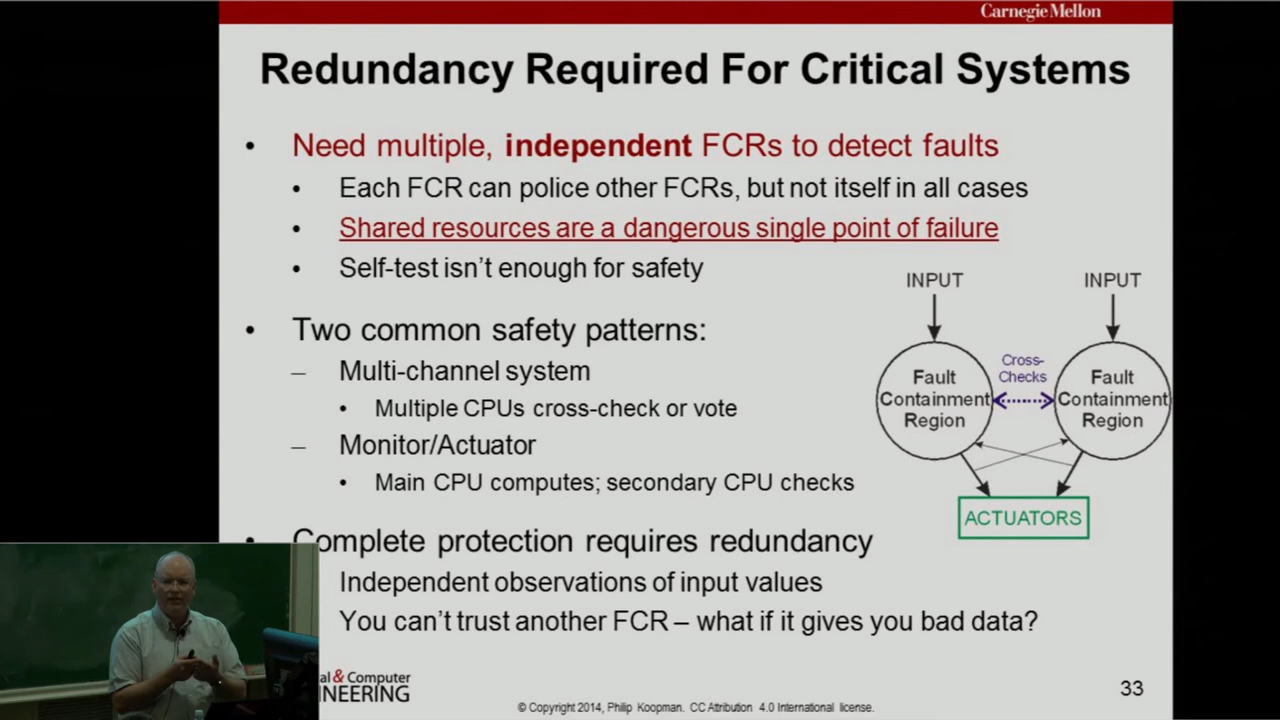 Carnegie Mellon
Redundancy Required For Critical Systems
• Need multiple, independent FCRs to detect faults
• Each FCR can police other FCRs, but not itself in all cases
• Shared resources are a dangerous single point of failure
• Self-test isn't enough for safety
• Two common safety patterns:
– Multi-channel system
• Multiple CPUs cross-check or vote
– Monitor/Actuator
• Main CPU computes; secondary CPU checks
• Complete protection requires redundancy
Independent observations of input values
You can't trust another FCR – what if it gives you bad data?
INPUT
INPUT
Fault
Containment
Region
Cross-
Checks
Fault
Containment
Region
ACTUATORS
al & Computer
INEERING
© Copyright 2014, Philip Koopman. CC Attribution 4.0 International license.
33